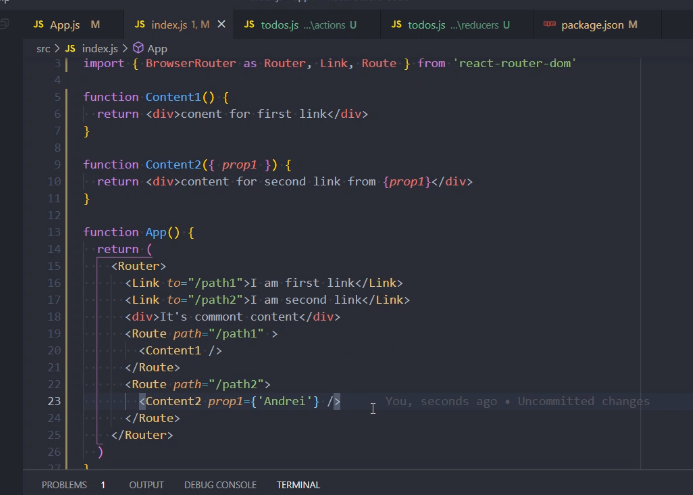 App.js M index.js 1, M todos.js ...\actions U todos.js ...\reducers U package.json M
src > JS index.js > App
3 import { BrowserRouter as Router, Link, Route } from 'react-router-dom'
4
5 function Content1() {
6 return <div>conent for first link</div>
7 }
8
9 function Content2({ prop1 }) {
10 return <div>content for second link from {prop1}</div>
11 }
12
13 function App() {
14 return (
15 <Router>
16 <Link to="/path1">I am first link</Link>
17 <Link to="/path2">I am second link</Link>
18 <div>It's commont content</div>
19 <Route path="/path1" >
20 <Content1 />
21 </Route>
22 <Route path="/path2">
23 <Content2 prop1={'Andrei'} /> You, seconds ago • Uncommitted changes
24 </Route>
25 </Router>
26 )
27 }
PROBLEMS 1 OUTPUT DEBUG CONSOLE TERMINAL